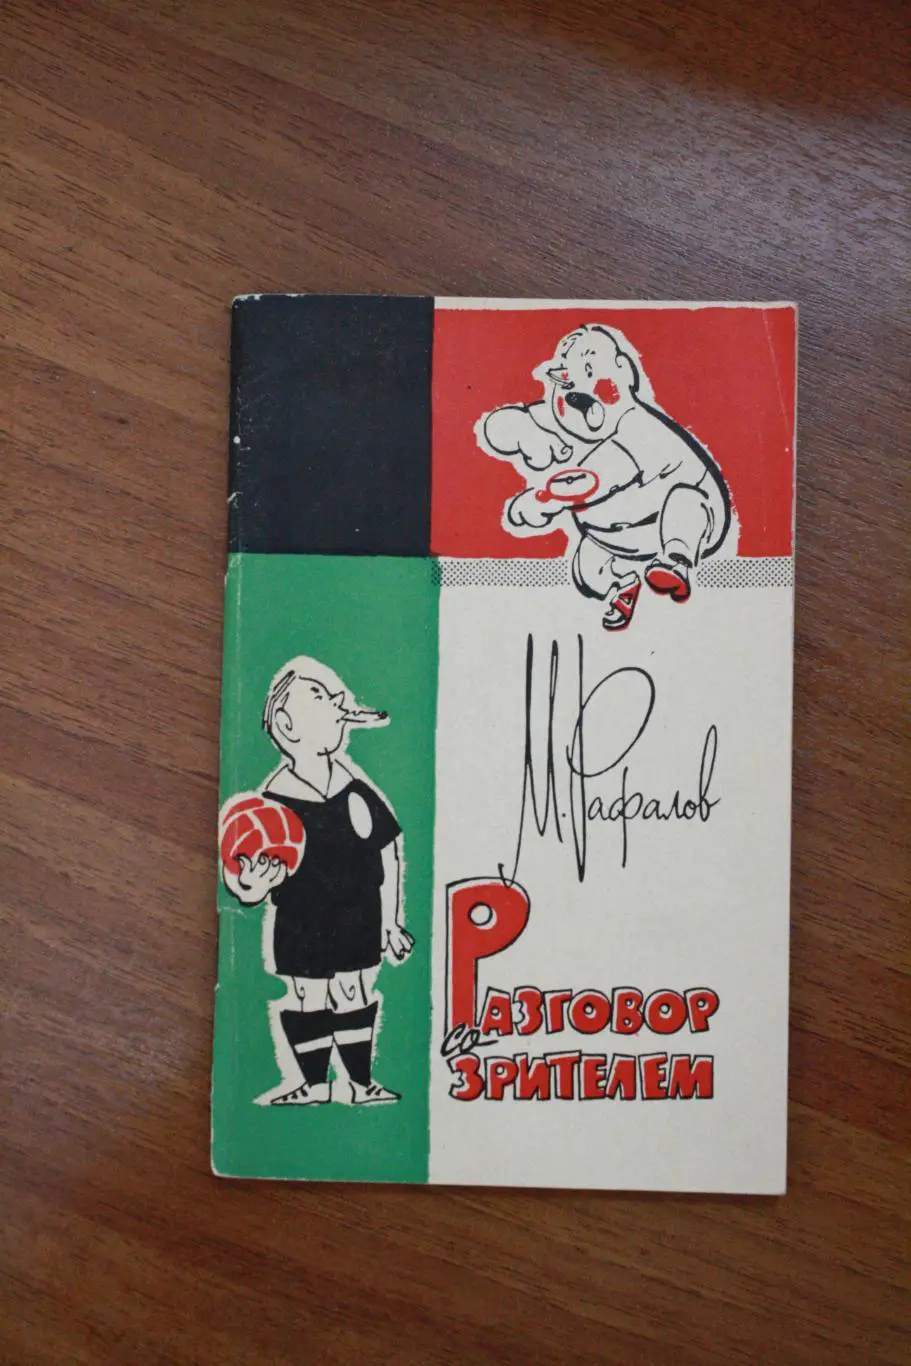 М. Рафалов
Разговор
со
зрителем